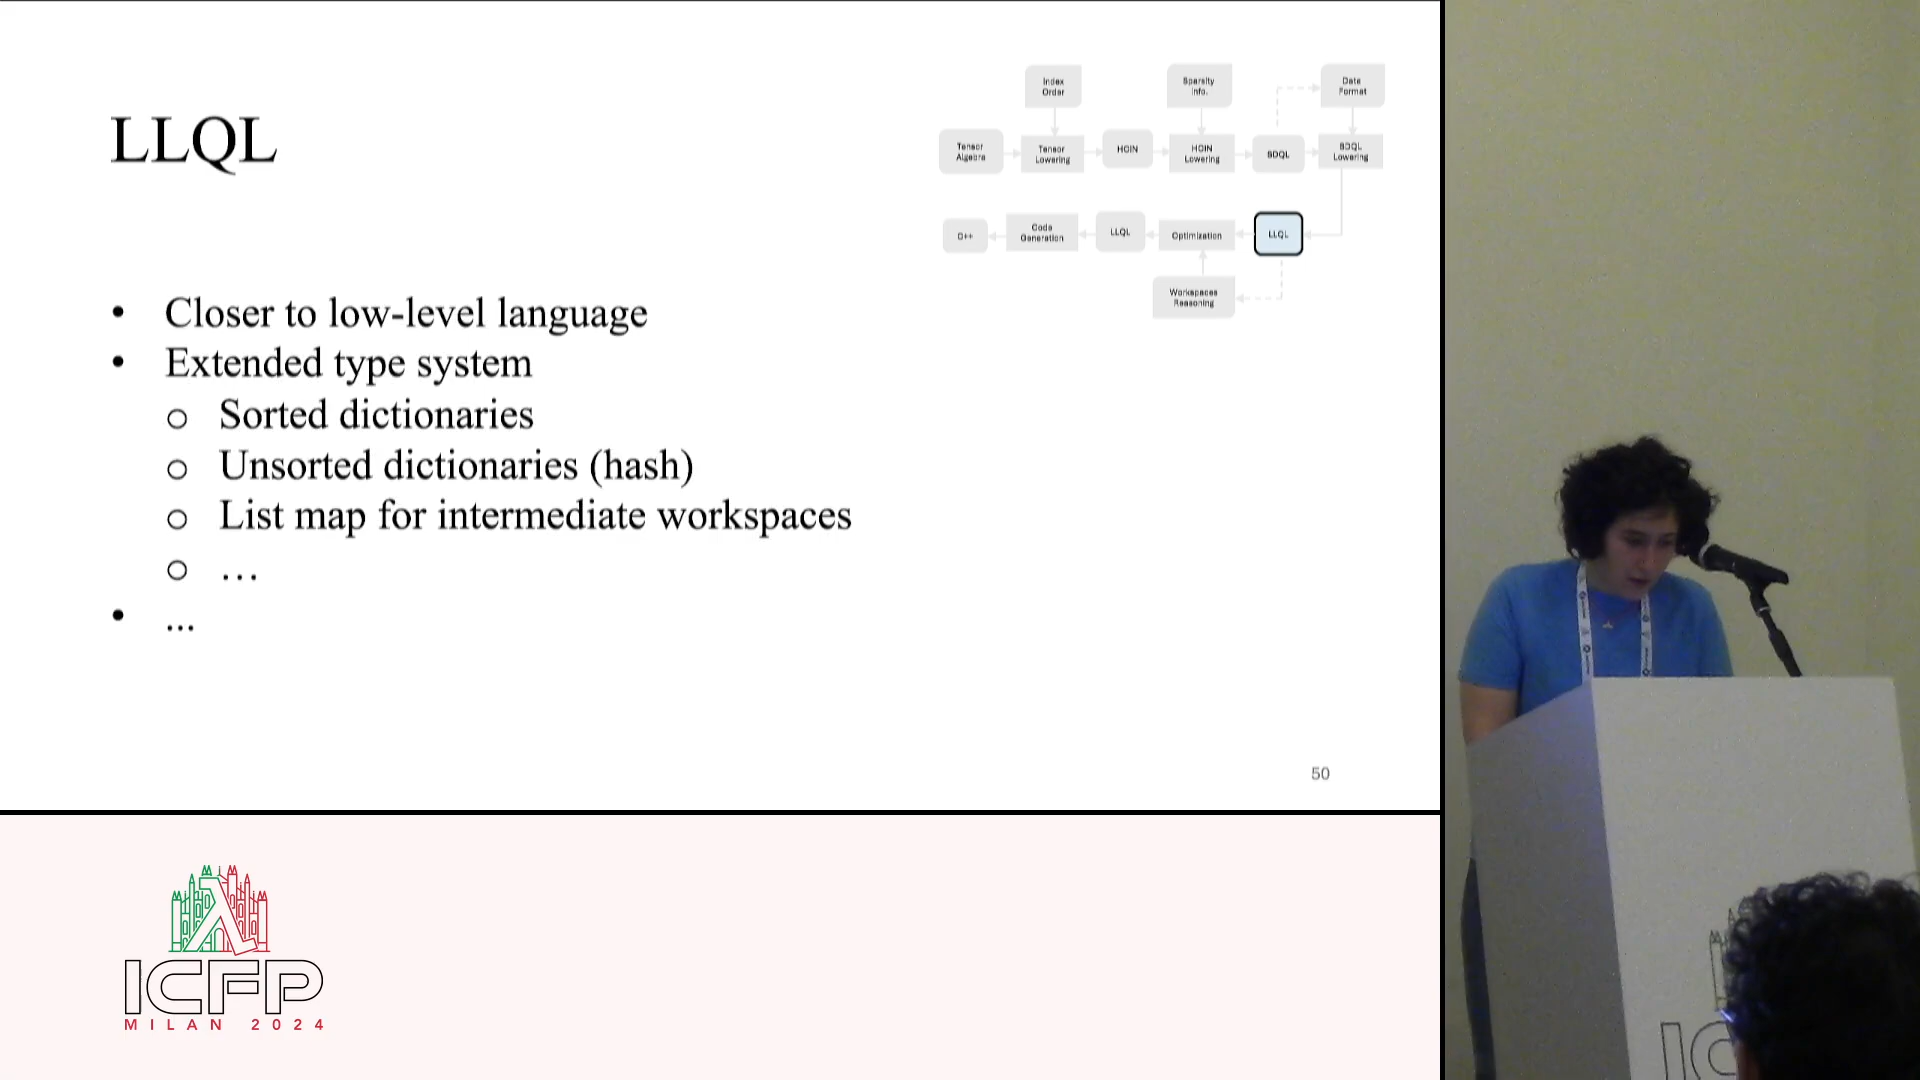 LLQL
Index
Order
Sparsity
Info.
Data
Format
Tensor
Algebra
Tensor
Lowering
HOIN
HOIN
Lowering
SDQL
SDQL
Lowering
C++
Code
Generation
LLQL
Optimization
LLQL
Workspaces
Reasoning
• Closer to low-level language
• Extended type system
o Sorted dictionaries
o Unsorted dictionaries (hash)
o List map for intermediate workspaces
o …
• ...
50
ICFP
MILAN 2024
IC